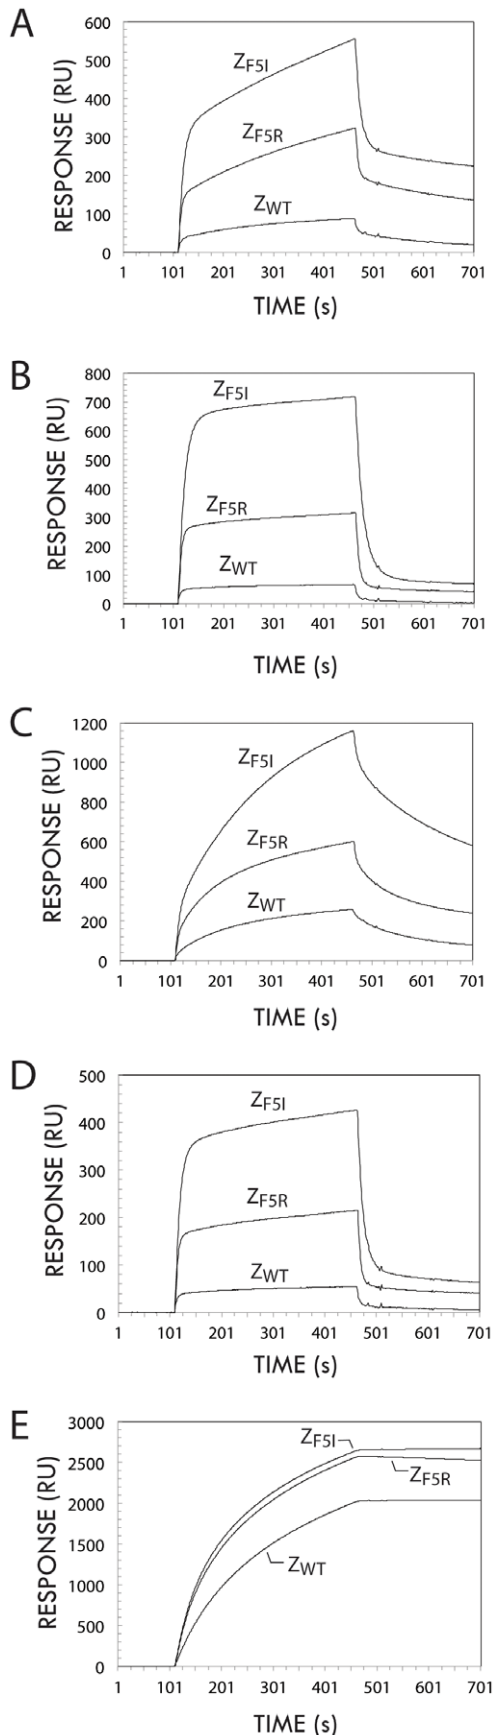 A
600
500
400
300
200
100
0
RESPONSE (RU)
ZF5I
ZF5R
ZWT
1 101 201 301 401 501 601 701
TIME (s)
B
800
700
600
500
400
300
200
100
0
RESPONSE (RU)
ZF5I
ZF5R
ZWT
1 101 201 301 401 501 601 701
TIME (s)
C
1200
1000
800
600
400
200
0
RESPONSE (RU)
ZF5I
ZF5R
ZWT
1 101 201 301 401 501 601 701
TIME (s)
D
500
400
300
200
100
0
RESPONSE (RU)
ZF5I
ZF5R
ZWT
1 101 201 301 401 501 601 701
TIME (s)
E
3000
2500
2000
1500
1000
500
0
RESPONSE (RU)
ZF5I
ZF5R
ZWT
1 101 201 301 401 501 601 701
TIME (s)